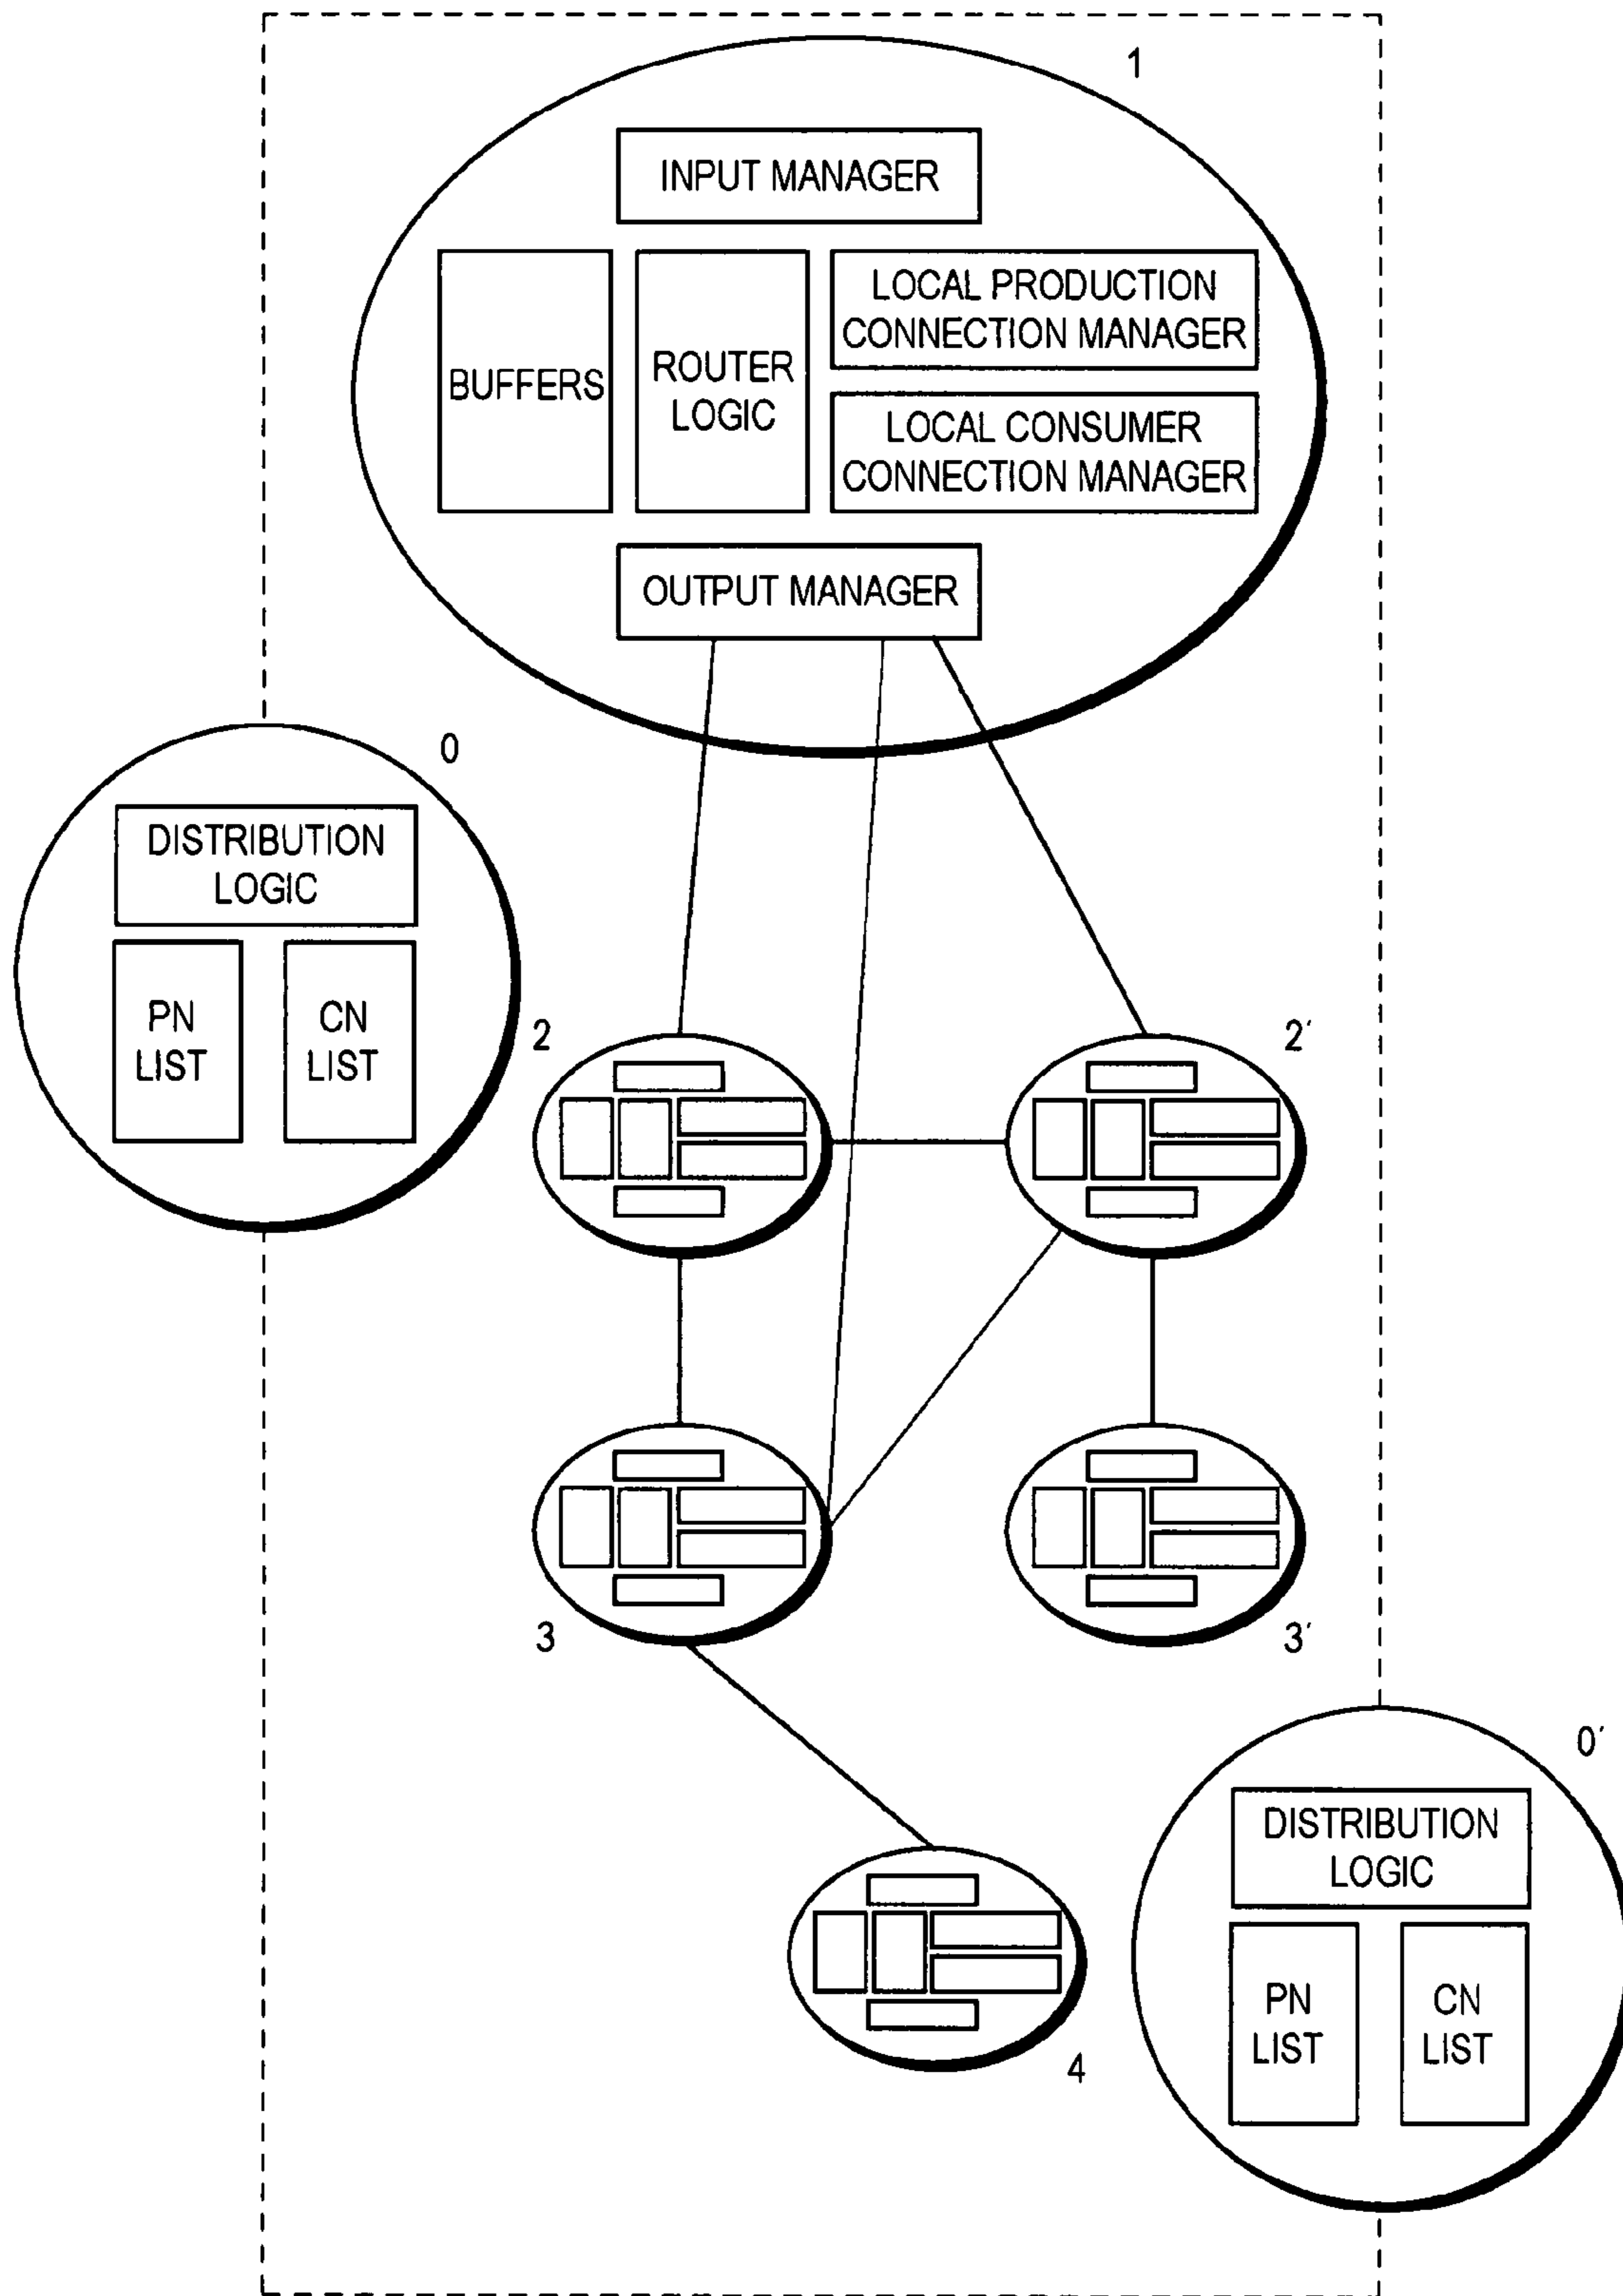 1
INPUT MANAGER
BUFFERS
ROUTER
LOGIC
LOCAL PRODUCTION
CONNECTION MANAGER
LOCAL CONSUMER
CONNECTION MANAGER
OUTPUT MANAGER
0
DISTRIBUTION
LOGIC
PN
LIST
CN
LIST
2
2′
3
3′
0′
DISTRIBUTION
LOGIC
PN
LIST
CN
LIST
4